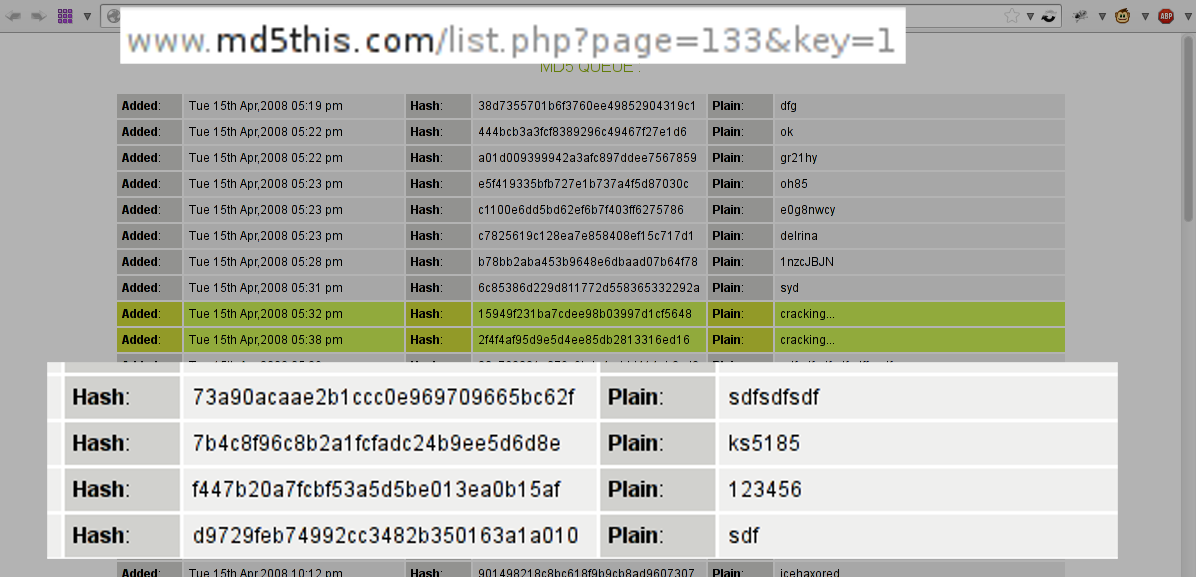 www.md5this.com/list.php?page=133&key=1
MD5 QUEUE .
Added: Tue 15th Apr,2008 05:19 pm Hash: 38d7355701b6f3760ee49852904319c1 Plain: dfg
Added: Tue 15th Apr,2008 05:22 pm Hash: 444bcb3a3fcf8389296c49467f27e1d6 Plain: ok
Added: Tue 15th Apr,2008 05:22 pm Hash: a01d009399942a3afc897ddee7567859 Plain: gr21hy
Added: Tue 15th Apr,2008 05:23 pm Hash: e5f419335bfb727e1b737a4f5d87030c Plain: oh85
Added: Tue 15th Apr,2008 05:23 pm Hash: c1100e6dd5bd62ef6b7f403ff6275786 Plain: e0g8nwcy
Added: Tue 15th Apr,2008 05:23 pm Hash: c7825619c128ea7e858408ef15c717d1 Plain: delrina
Added: Tue 15th Apr,2008 05:28 pm Hash: b78bb2aba453b9648e6dbaad07b64f78 Plain: 1nzcJBJN
Added: Tue 15th Apr,2008 05:31 pm Hash: 6c85386d229d811772d558365332292a Plain: syd
Added: Tue 15th Apr,2008 05:32 pm Hash: 15949f231ba7cdee98b03997d1cf5648 Plain: cracking...
Added: Tue 15th Apr,2008 05:38 pm Hash: 2f4f4af95d9e5d4ee85db2813316ed16 Plain: cracking...
Hash: 73a90acaae2b1ccc0e969709665bc62f Plain: sdfsdfsdf
Hash: 7b4c8f96c8b2a1fcfadc24b9ee5d6d8e Plain: ks5185
Hash: f447b20a7fcbf53a5d5be013ea0b15af Plain: 123456
Hash: d9729feb74992cc3482b350163a1a010 Plain: sdf
Added: Tue 15th Apr,2008 10:12 pm Hash: 901498218c8bc618f9b9cb8ad9607307 Plain: icehaxored
ABP